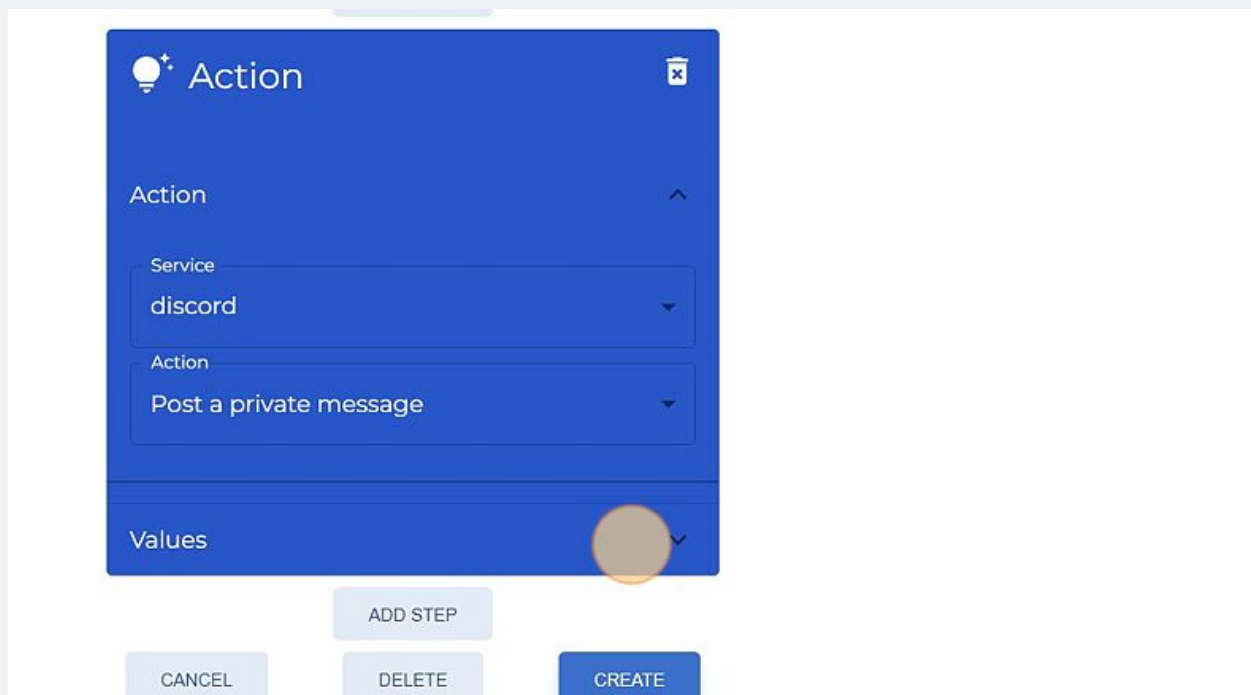 Action
Action
Service
discord
Action
Post a private message
Values
ADD STEP
CANCEL DELETE CREATE